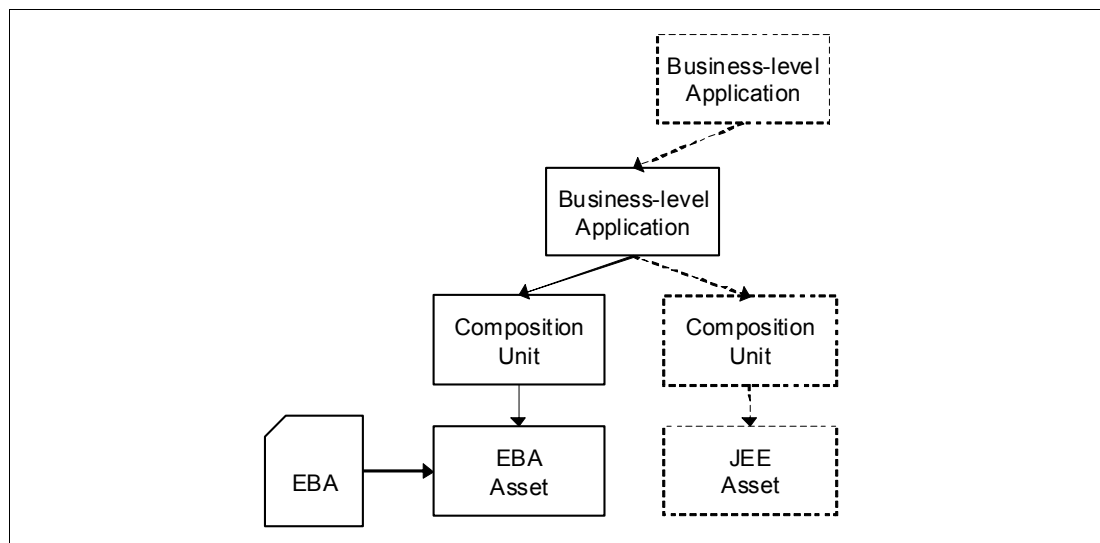 Business-level
Application
Business-level
Application
Composition
Unit
Composition
Unit
EBA
EBA
Asset
JEE
Asset